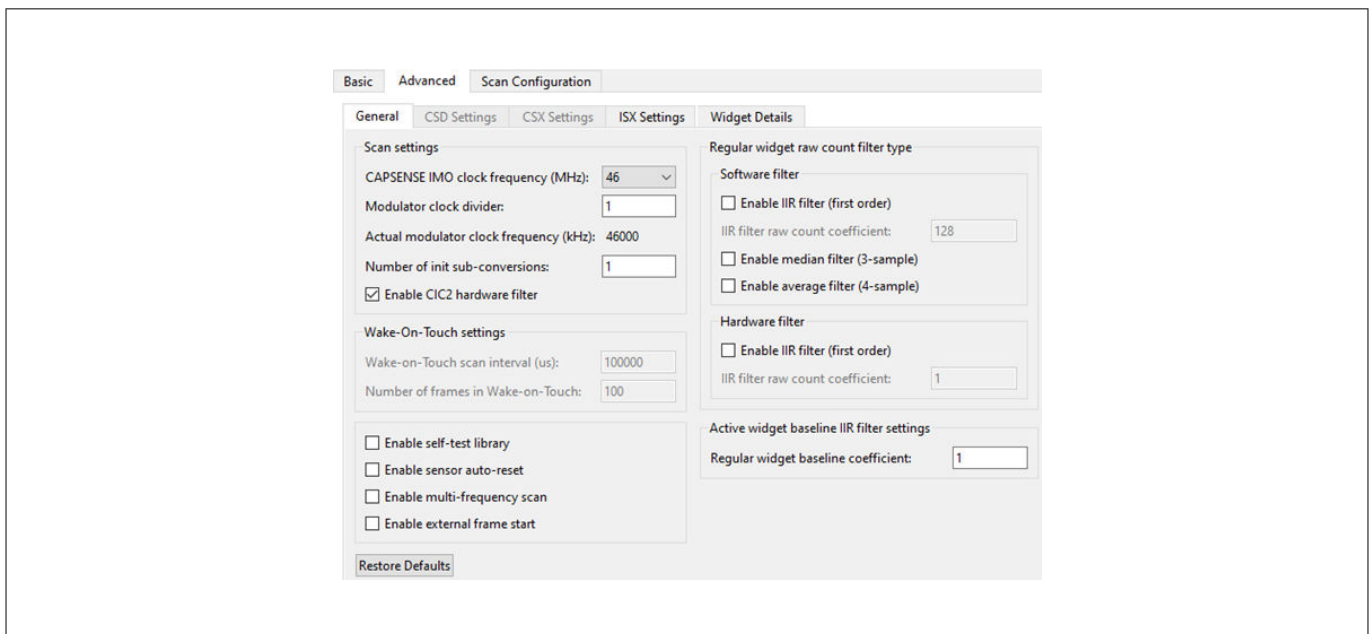 Basic Advanced Scan Configuration
General CSD Settings CSX Settings ISX Settings Widget Details
Scan settings
CAPSENSE IMO clock frequency (MHz): 46
Modulator clock divider: 1
Actual modulator clock frequency (kHz): 46000
Number of init sub-conversions: 1
Enable CIC2 hardware filter
Wake-On-Touch settings
Wake-on-Touch scan interval (us): 100000
Number of frames in Wake-on-Touch: 100
Enable self-test library
Enable sensor auto-reset
Enable multi-frequency scan
Enable external frame start
Restore Defaults
Regular widget raw count filter type
Software filter
Enable IIR filter (first order)
IIR filter raw count coefficient: 128
Enable median filter (3-sample)
Enable average filter (4-sample)
Hardware filter
Enable IIR filter (first order)
IIR filter raw count coefficient: 1
Active widget baseline IIR filter settings
Regular widget baseline coefficient: 1